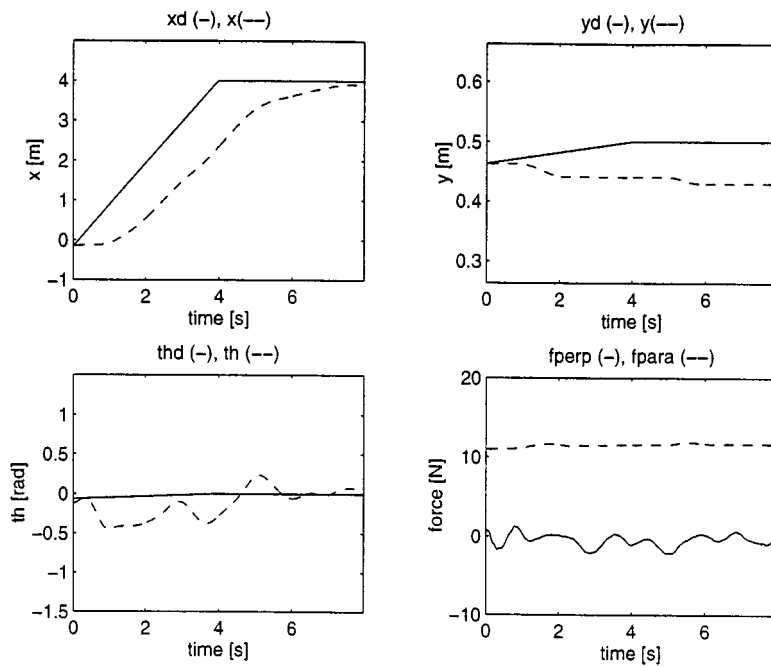 xd (–), x(––)
5
4
3
2
1
0
−1
x [m]
0 2 4 6
time [s]
yd (–), y(––)
0.6
0.5
0.4
0.3
y [m]
0 2 4 6
time [s]
thd (–), th (––)
1
0.5
0
−0.5
−1
−1.5
th [rad]
0 2 4 6
time [s]
fperp (–), fpara (––)
20
10
0
−10
force [N]
0 2 4 6
time [s]